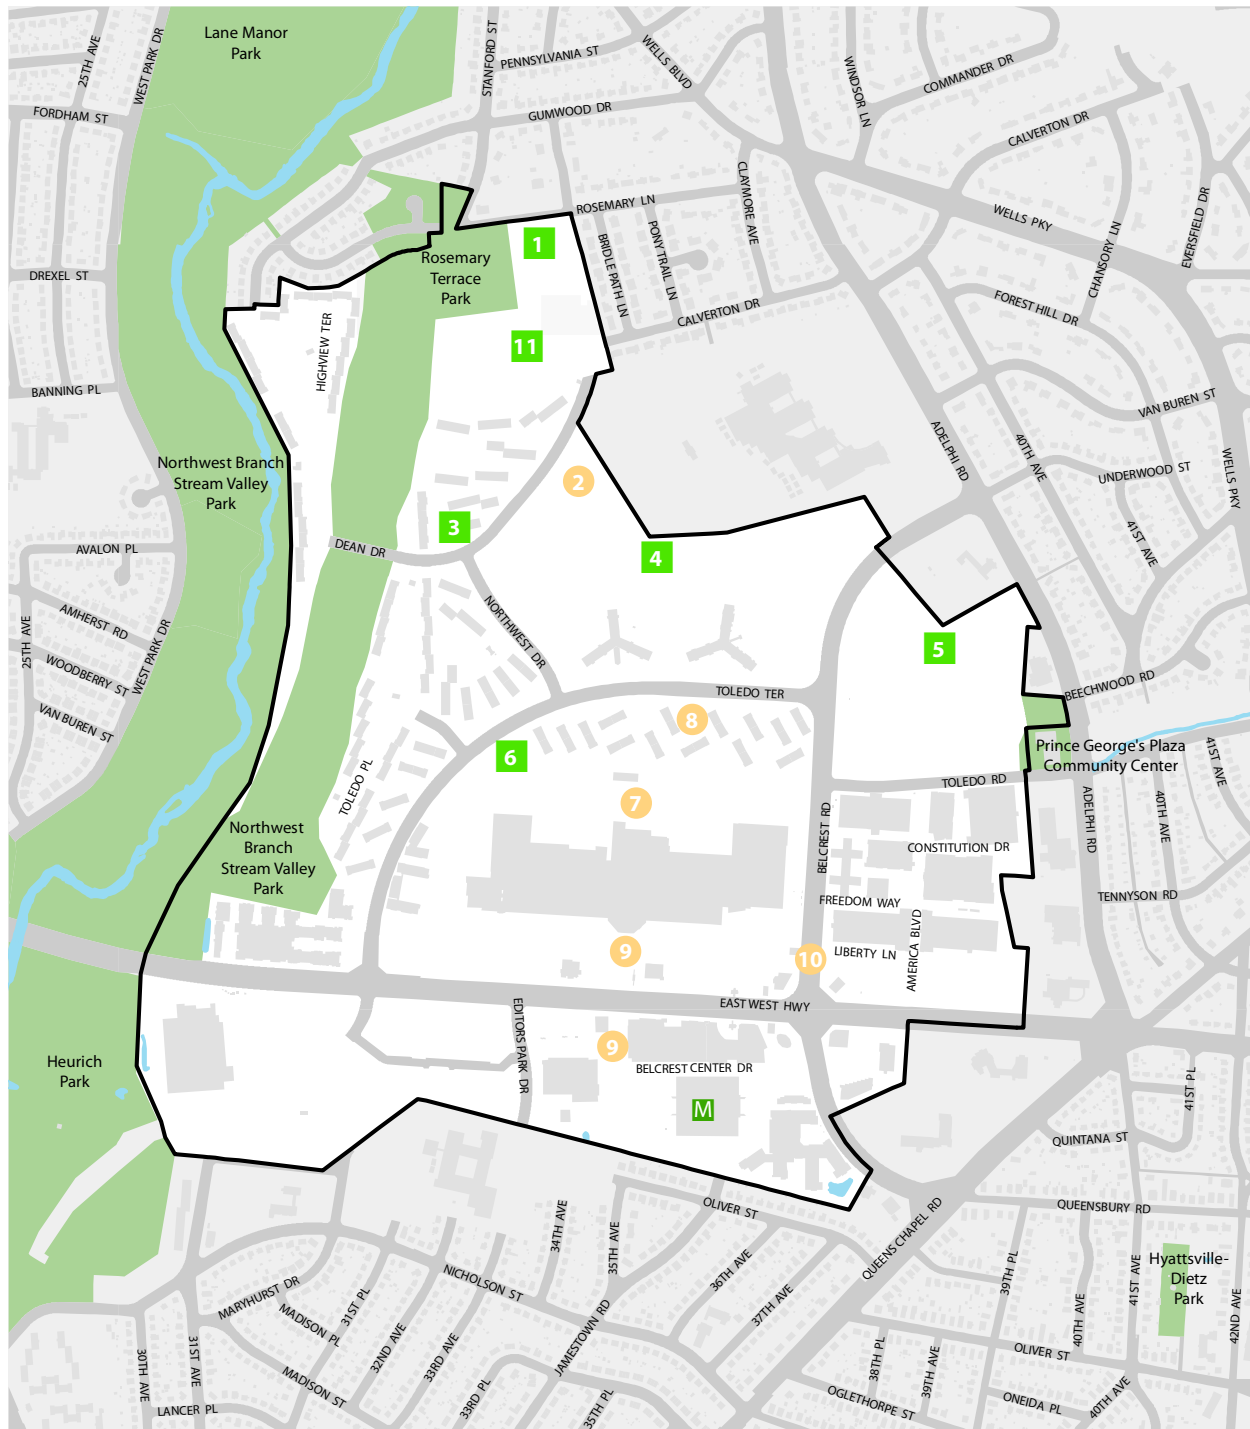 Lane Manor
Park
25TH AVE
WEST PARK DR
STANFORD ST
PENNSYLVANIA ST
WELLS BLVD
WINDSOR LN
COMMANDER DR
FORDHAM ST
GUMWOOD DR
CALVERTON DR
CLAYMORE AVE
ROSEMARY LN
WELLS PKY
EVERSFIELD DR
CHANSORY LN
1
BRIDLE PATH LN
PONY TRAIL LN
DREXEL ST
Rosemary
Terrace
Park
FOREST HILL DR
CALVERTON DR
HIGHVIEW TER
11
BANNING PL
VAN BUREN ST
ADELPHI RD
40TH AVE
UNDERWOOD ST
WELLS PKY
Northwest Branch
Stream Valley
Park
2
3
41ST AVE
AVALON PL
DEAN DR
4
AMHERST RD
NORTHWEST DR
25TH AVE
WEST PARK DR
WOODBERRY ST
5
BEECHWOOD RD
VAN BUREN ST
TOLEDO TER
8
6
Prince George's Plaza
Community Center
41ST AVE
TOLEDO PL
TOLEDO RD
7
ADELPHI RD
40TH AVE
Northwest
Branch
Stream Valley
Park
BELCREST RD
CONSTITUTION DR
TENNYSON RD
FREEDOM WAY
AMERICA BLVD
9
10
LIBERTY LN
EAST WEST HWY
EDITORS PARK DR
9
Heurich
Park
BELCREST CENTER DR
41ST PL
M
QUINTANA ST
OLIVER ST
QUEENSBURY RD
34TH AVE
35TH AVE
QUEENS CHAPEL RD
36TH AVE
37TH AVE
39TH PL
41ST AVE
Hyattsville-
Dietz
Park
NICHOLSON ST
MARYHURST DR
MADISON PL
31ST PL
40TH AVE
42ND AVE
JAMESTOWN RD
32ND AVE
33RD AVE
38TH PL
39TH AVE
OLIVER ST
30TH AVE
31ST AVE
MADISON ST
33RD PL
35TH PL
OGLETHORPE ST
ONEIDA PL
40TH AVE
LANCER PL